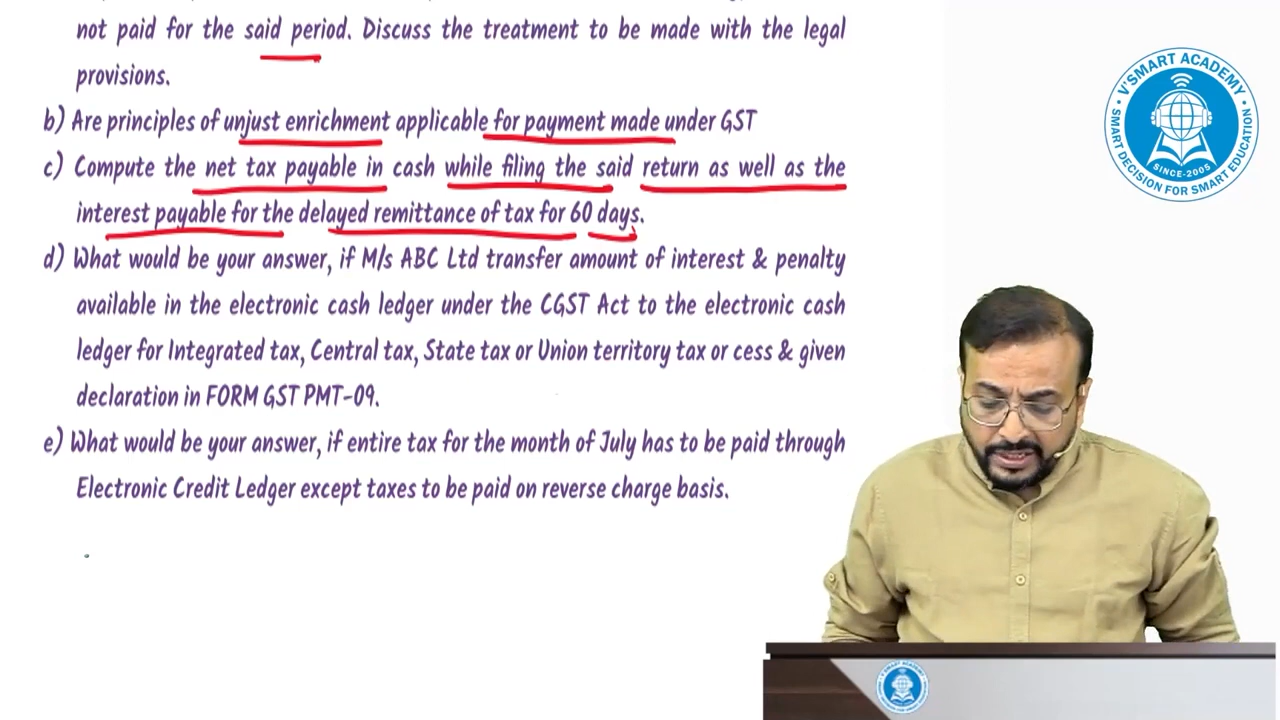 not paid for the said period. Discuss the treatment to be made with the legal
provisions.
b) Are principles of unjust enrichment applicable for payment made under GST
c) Compute the net tax payable in cash while filing the said return as well as the
interest payable for the delayed remittance of tax for 60 days.
d) What would be your answer, if M/s ABC Ltd transfer amount of interest & penalty
available in the electronic cash ledger under the CGST Act to the electronic cash
ledger for Integrated tax, Central tax, State tax or Union territory tax or cess & given
declaration in FORM GST PMT-09.
e) What would be your answer, if entire tax for the month of July has to be paid through
Electronic Credit Ledger except taxes to be paid on reverse charge basis.
V'SMART ACADEMY
SINCE-2005
SMART DECISION FOR SMART EDUCATION